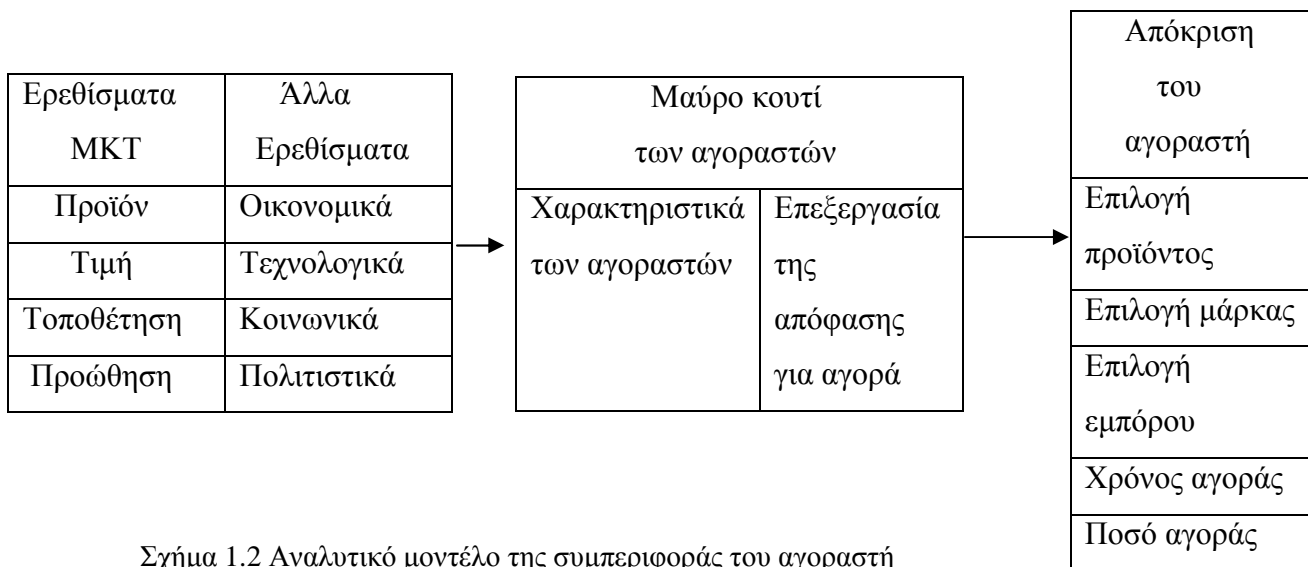 Ερεθίσματα
ΜΚΤ
Άλλα
Ερεθίσματα
Προϊόν
Οικονομικά
Τιμή
Τεχνολογικά
Τοποθέτηση
Κοινωνικά
Προώθηση
Πολιτιστικά
Μαύρο κουτί
των αγοραστών
Χαρακτηριστικά
των αγοραστών
Επεξεργασία
της
απόφασης
για αγορά
Απόκριση
του
αγοραστή
Επιλογή
προϊόντος
Επιλογή μάρκας
Επιλογή
εμπόρου
Χρόνος αγοράς
Ποσό αγοράς
Σχήμα 1.2 Αναλυτικό μοντέλο της συμπεριφοράς του αγοραστή